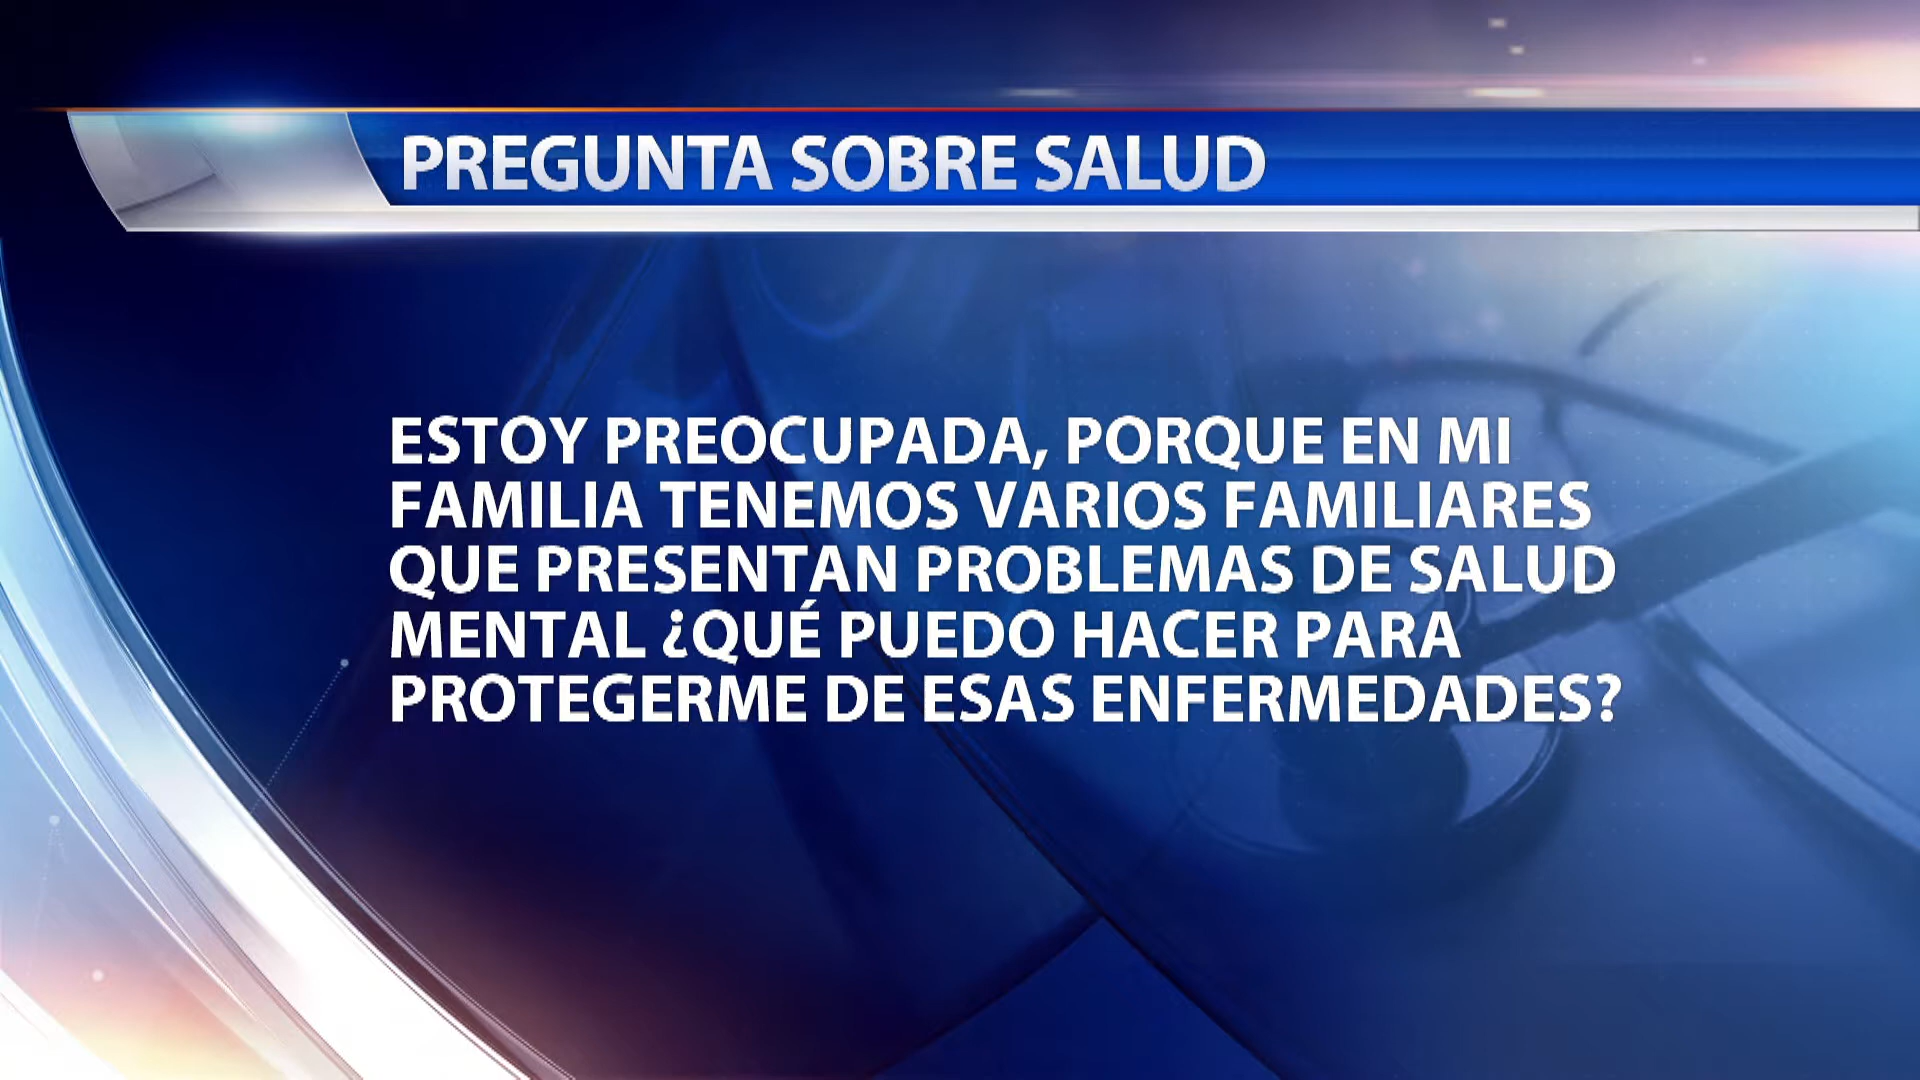 PREGUNTA SOBRE SALUD
ESTOY PREOCUPADA, PORQUE EN MI
FAMILIA TENEMOS VARIOS FAMILIARES
QUE PRESENTAN PROBLEMAS DE SALUD
MENTAL ¿QUÉ PUEDO HACER PARA
PROTEGERME DE ESAS ENFERMEDADES?